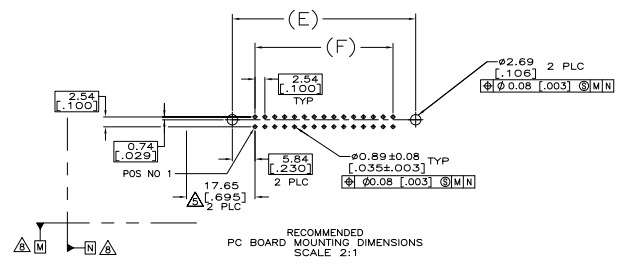 (E)
(F)
2.54
[.100]
TYP
ø2.69 2 PLC
[.106]
⌖ Ø 0.08 [.003] Ⓢ M N
2.54
[.100]
0.74
[.029]
POS NO 1
5.84
[.230]
2 PLC
17.65
5 [.695]
2 PLC
ø0.89±0.08 TYP
[.035±.003]
⌖ Ø0.08 [.003] Ⓢ M N
8 M
N 8
RECOMMENDED
PC BOARD MOUNTING DIMENSIONS
SCALE 2:1